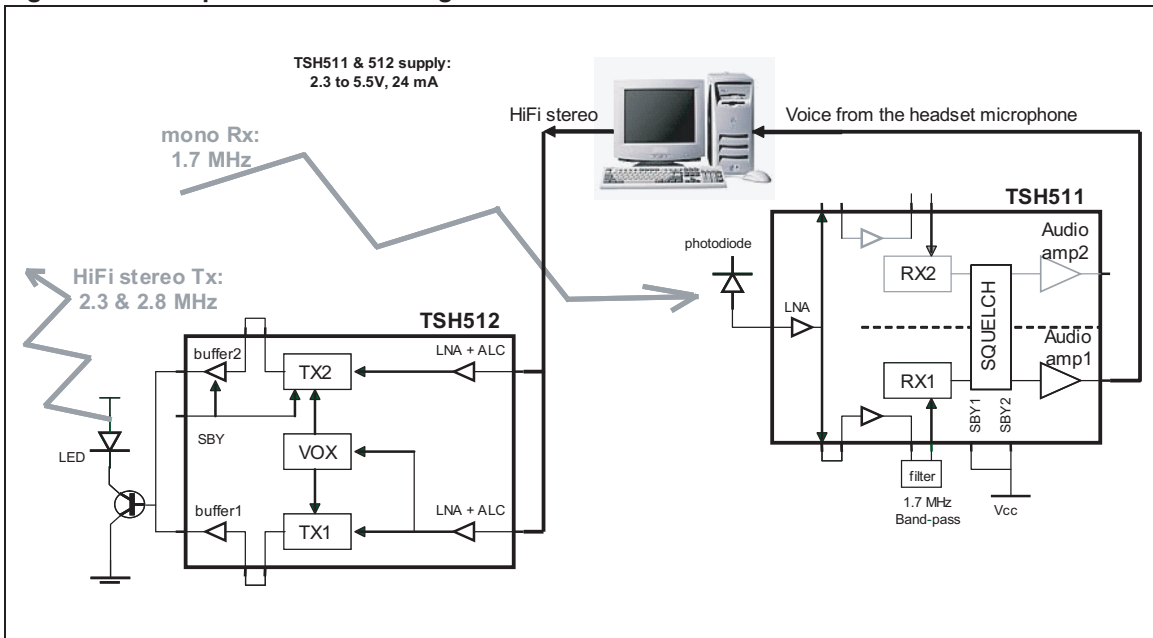 TSH511 & 512 supply:
2.3 to 5.5V, 24 mA
HiFi stereo
Voice from the headset microphone
mono Rx:
1.7 MHz
TSH511
photodiode
Audio
amp2
RX2
HiFi stereo Tx:
2.3 & 2.8 MHz
LNA
SQUELCH
TSH512
Audio
amp1
buffer2
LNA + ALC
TX2
RX1
SBY1
SBY2
SBY
LED
VOX
filter
1.7 MHz
Band-pass
Vcc
buffer1
LNA + ALC
TX1